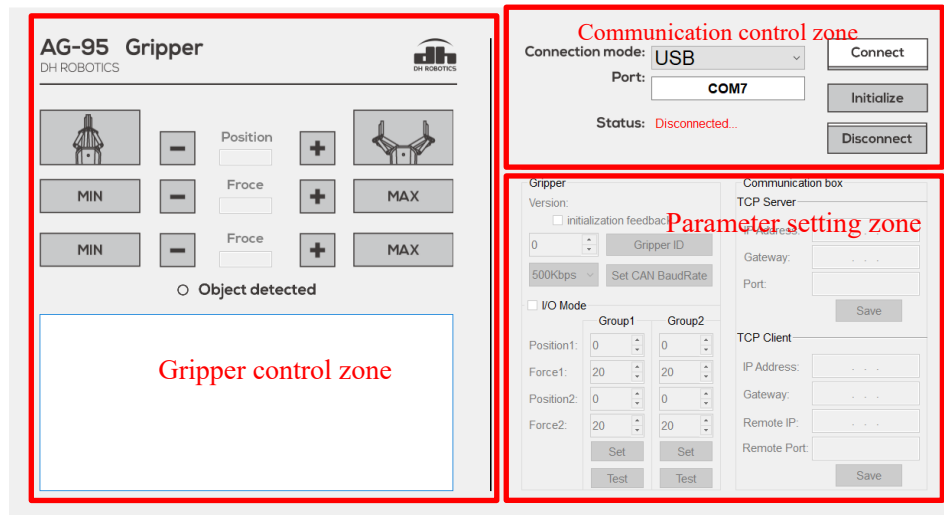 AG-95 Gripper
DH ROBOTICS
dh
DH ROBOTICS
Position
Froce
MIN
MAX
Froce
MIN
MAX
Object detected
Gripper control zone
Communication control zone
Connection mode: USB
Connect
Port: COM7
Initialize
Status: Disconnected...
Disconnect
Parameter setting zone
Gripper
Version:
initialization feedback
0 Gripper ID
500Kbps Set CAN BaudRate
I/O Mode
Group1 Group2
Position1: 0 0
Force1: 20 20
Position2: 0 0
Force2: 20 20
Set Set
Test Test
Communication box
TCP Server
IP Address: . . .
Gateway: . . .
Port:
Save
TCP Client
IP Address: . . .
Gateway: . . .
Remote IP: . . .
Remote Port:
Save